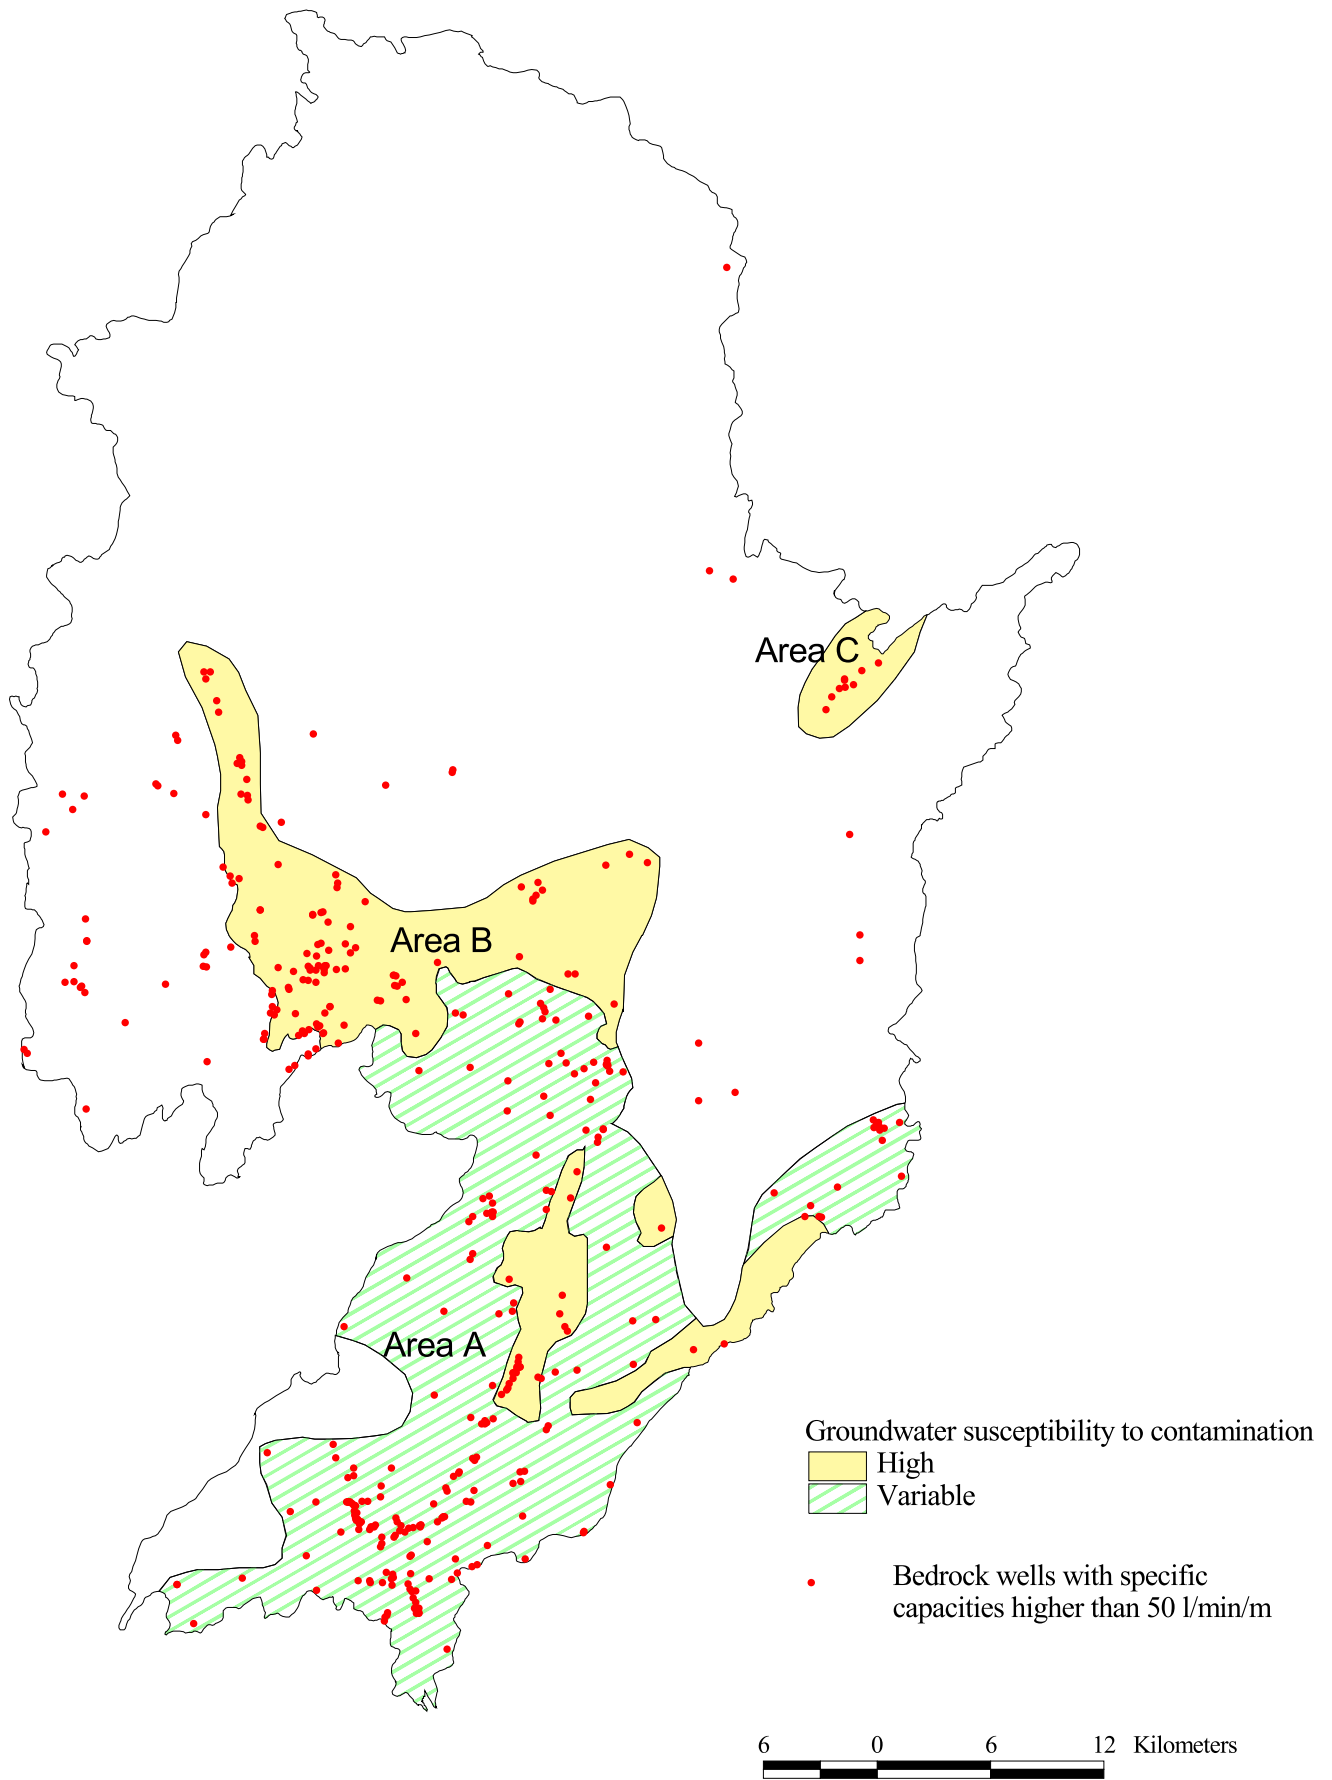 Area C
Area B
Area A
Groundwater susceptibility to contamination
High
Variable
Bedrock wells with specific
capacities higher than 50 l/min/m
6 0 6 12 Kilometers